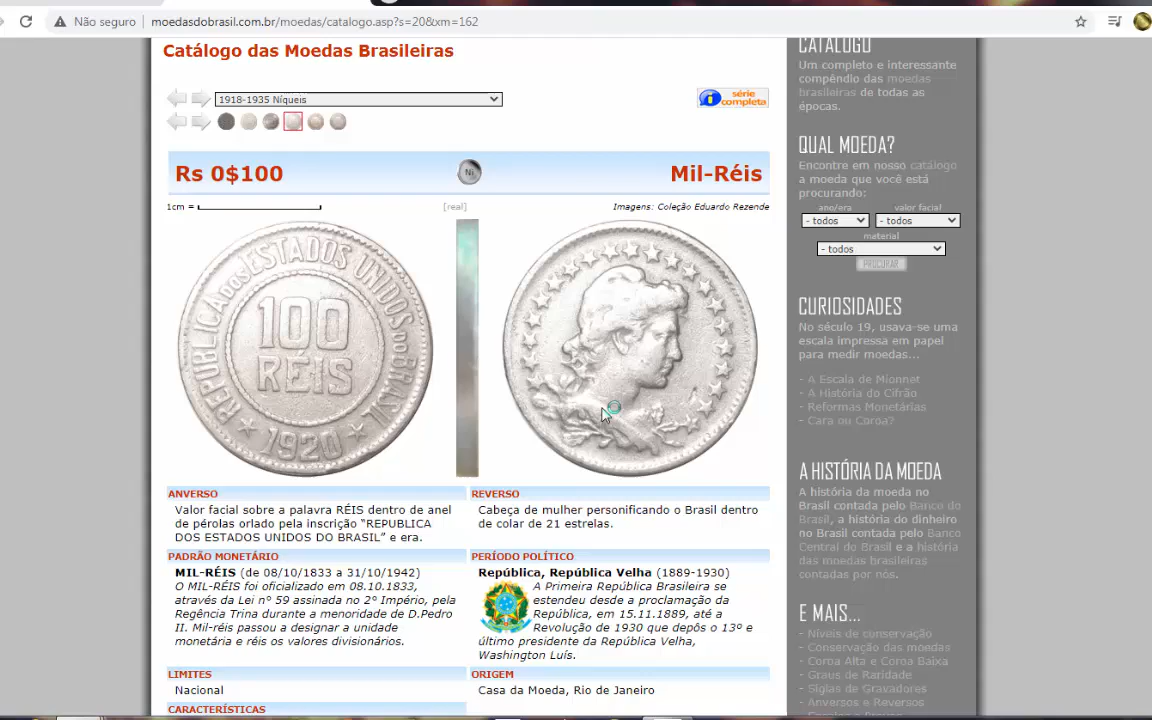 Não seguro
moedasdobrasil.com.br/moedas/catalogo.asp?s=20&xm=162
Catálogo das Moedas Brasileiras
1918-1935 Níqueis
série
completa
Rs 0$100
Ni
Mil-Réis
1cm =
[real]
Imagens: Coleção Eduardo Rezende
REPUBLICA DOS ESTADOS UNIDOS DO BRASIL
100
RÉIS
1920
ANVERSO
Valor facial sobre a palavra RÉIS dentro de anel
de pérolas orlado pela inscrição “REPUBLICA
DOS ESTADOS UNIDOS DO BRASIL” e era.
REVERSO
Cabeça de mulher personificando o Brasil dentro
de colar de 21 estrelas.
PADRÃO MONETÁRIO
MIL-RÉIS (de 08/10/1833 a 31/10/1942)
O MIL-RÉIS foi oficializado em 08.10.1833,
através da Lei n° 59 assinada no 2° Império, pela
Regência Trina durante a menoridade de D.Pedro
II. Mil-réis passou a designar a unidade
monetária e réis os valores divisionários.
PERÍODO POLÍTICO
República, República Velha (1889-1930)
A Primeira República Brasileira se
estendeu desde a proclamação da
República, em 15.11.1889, até a
Revolução de 1930 que depôs o 13º e
último presidente da República Velha,
Washington Luís.
LIMITES
Nacional
ORIGEM
Casa da Moeda, Rio de Janeiro
CARACTERÍSTICAS
CATÁLOGO
Um completo e interessante
compêndio das moedas
brasileiras de todas as
épocas.
QUAL MOEDA?
Encontre em nosso catálogo
a moeda que você está
procurando:
ano/era valor facial
- todos - todos
material
- todos
PROCURAR
CURIOSIDADES
No século 19, usava-se uma
escala impressa em papel
para medir moedas...
- A Escala de Mionnet
- A História do Cifrão
- Reformas Monetárias
- Cara ou Coroa?
A HISTÓRIA DA MOEDA
A história da moeda no
Brasil contada pelo Banco do
Brasil, a história do dinheiro
no Brasil contada pelo Banco
Central do Brasil e a história
das moedas brasileiras
contadas por nós.
E MAIS...
- Níveis de conservação
- Conservação das moedas
- Coroa Alta e Coroa Baixa
- Graus de Raridade
- Siglas de Gravadores
- Anversos e Reversos